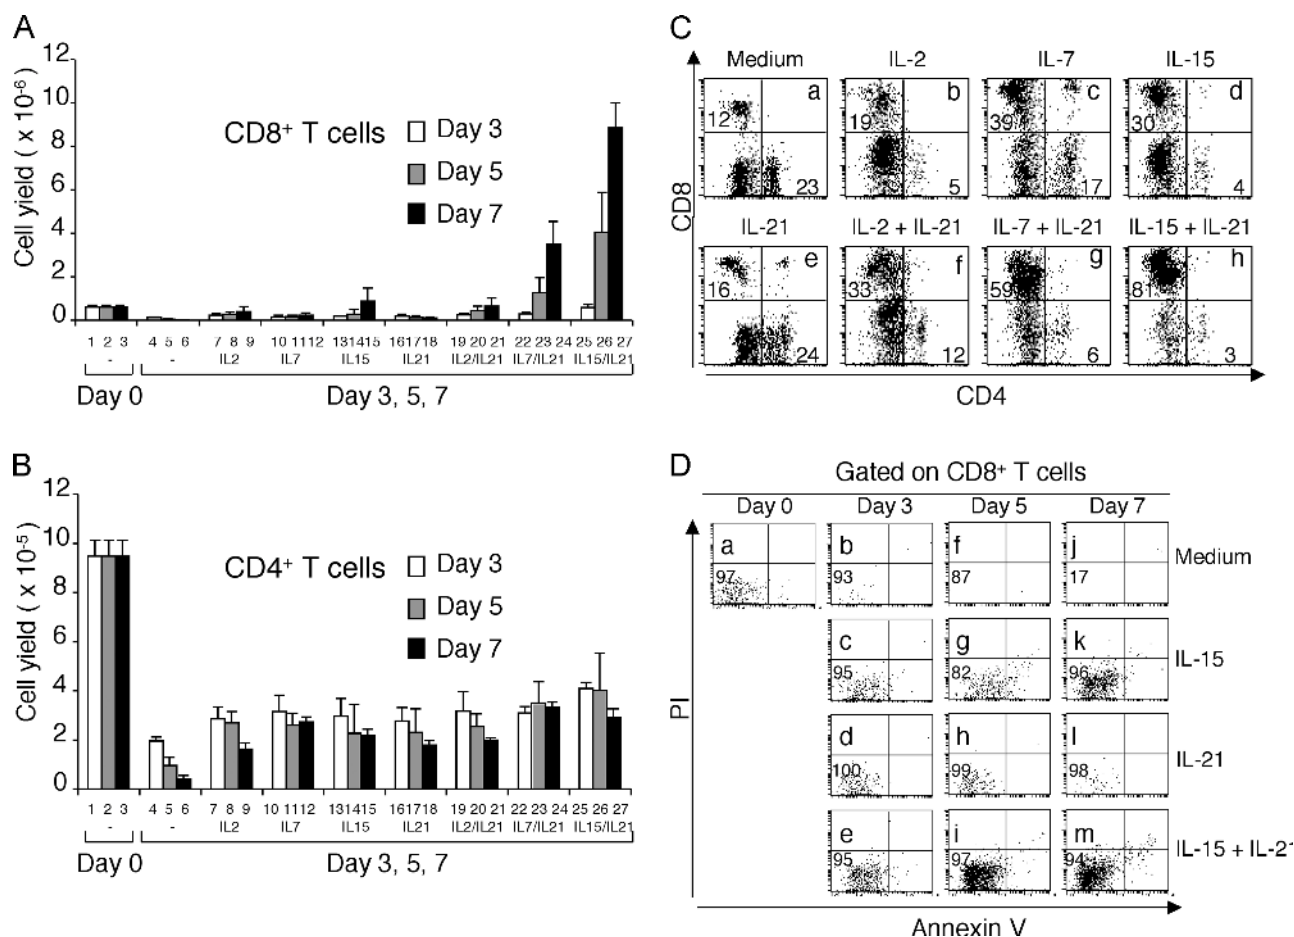 A
Cell yield ( x 10-6)
12
10
8
6
4
2
0
CD8+ T cells
Day 3
Day 5
Day 7
1 2 3 4 5 6 7 8 9 10 11 12 13 14 15 16 17 18 19 20 21 22 23 24 25 26 27
- - IL2 IL7 IL15 IL21 IL2/IL21 IL7/IL21 IL15/IL21
Day 0 Day 3, 5, 7
B
Cell yield ( x 10-5)
12
10
8
6
4
2
0
CD4+ T cells
Day 3
Day 5
Day 7
1 2 3 4 5 6 7 8 9 10 11 12 13 14 15 16 17 18 19 20 21 22 23 24 25 26 27
- - IL2 IL7 IL15 IL21 IL2/IL21 IL7/IL21 IL15/IL21
Day 0 Day 3, 5, 7
C
Medium IL-2 IL-7 IL-15
a b c d
12 19 39 30
23 5 17 4
CD8
IL-21 IL-2 + IL-21 IL-7 + IL-21 IL-15 + IL-21
e f g h
16 33 59 81
24 12 6 3
CD4
D
Gated on CD8+ T cells
Day 0 Day 3 Day 5 Day 7
a b f j
97 93 87 17
Medium
c g k
95 82 96
IL-15
PI
d h l
100 99 98
IL-21
e i m
95 97 94
IL-15 + IL-2
Annexin V